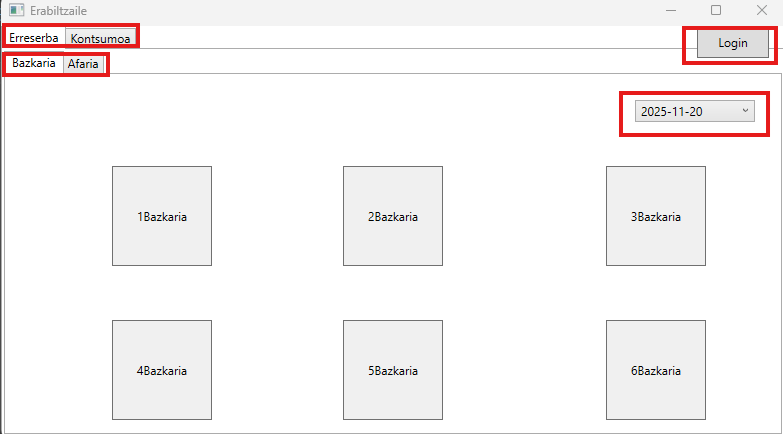 Erabiltzaile
Erreserba Kontsumoa
Login
Bazkaria Afaria
2025-11-20
1Bazkaria 2Bazkaria 3Bazkaria
4Bazkaria 5Bazkaria 6Bazkaria